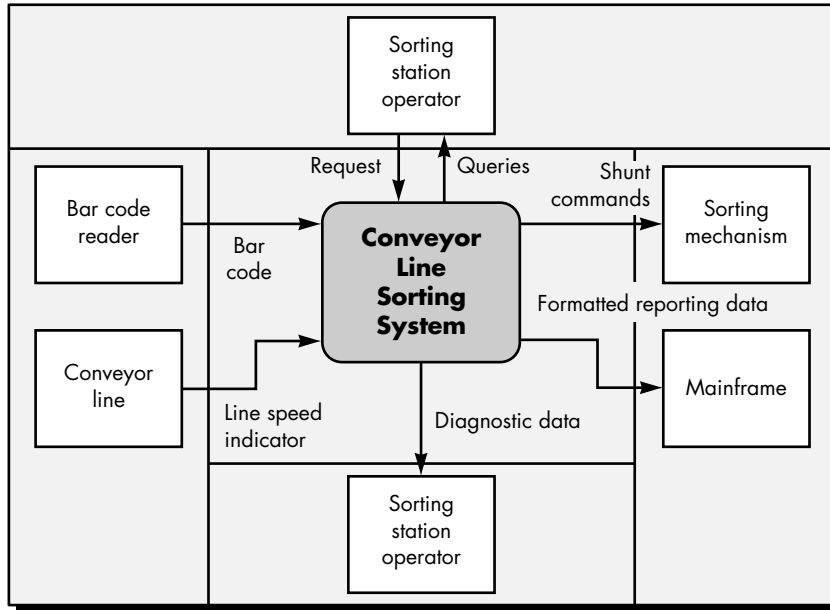 Sorting
station
operator
Request
Queries
Shunt
commands
Bar code
reader
Bar
code
Conveyor
Line
Sorting
System
Sorting
mechanism
Formatted reporting data
Conveyor
line
Line speed
indicator
Diagnostic data
Mainframe
Sorting
station
operator